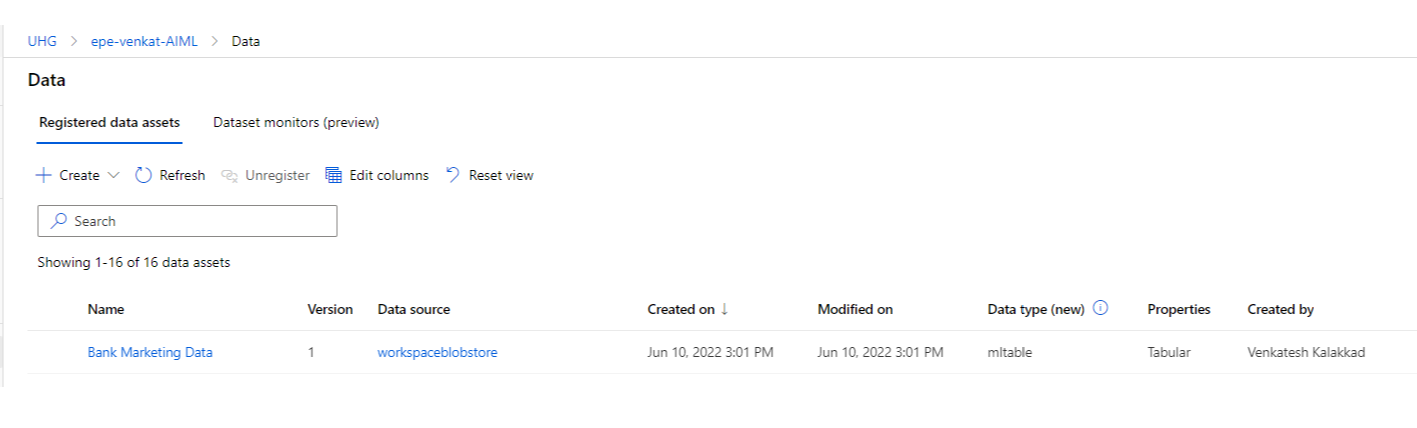 UHG > epe-venkat-AIML > Data
Data
Registered data assets Dataset monitors (preview)
Create Refresh Unregister Edit columns Reset view
Search
Showing 1-16 of 16 data assets
Name Version Data source Created on ↓ Modified on Data type (new) Properties Created by
Bank Marketing Data 1 workspaceblobstore Jun 10, 2022 3:01 PM Jun 10, 2022 3:01 PM mltable Tabular Venkatesh Kalakkad